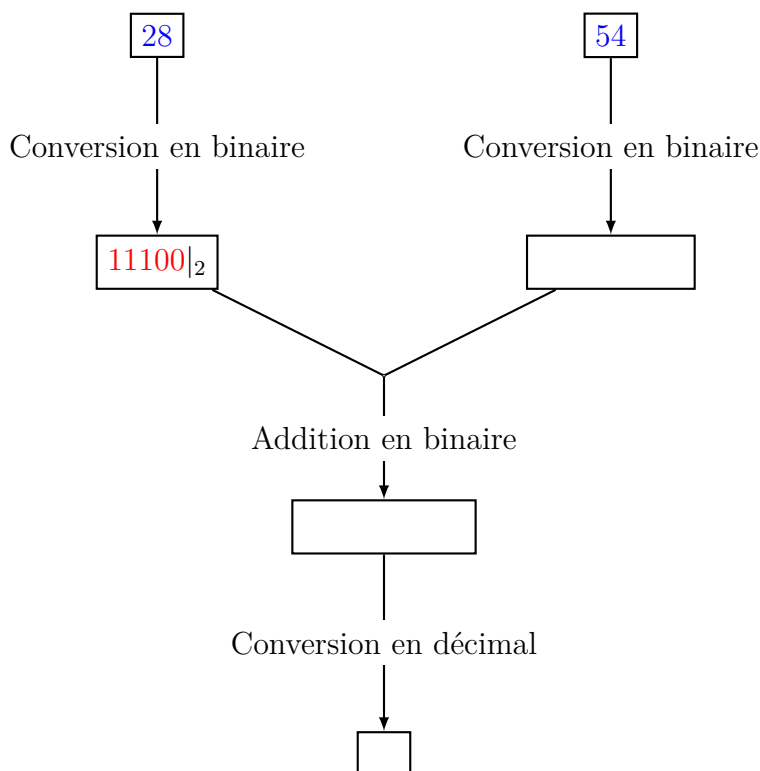 28 54
Conversion en binaire Conversion en binaire
11100|₂
Addition en binaire
Conversion en décimal